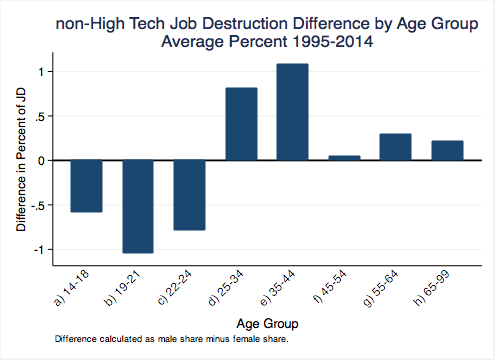 non-High Tech Job Destruction Difference by Age Group
Average Percent 1995-2014
Difference in Percent of JD
1
.5
0
-.5
-1
a) 14-18
b) 19-21
c) 22-24
d) 25-34
e) 35-44
f) 45-54
g) 55-64
h) 65-99
Age Group
Difference calculated as male share minus female share.